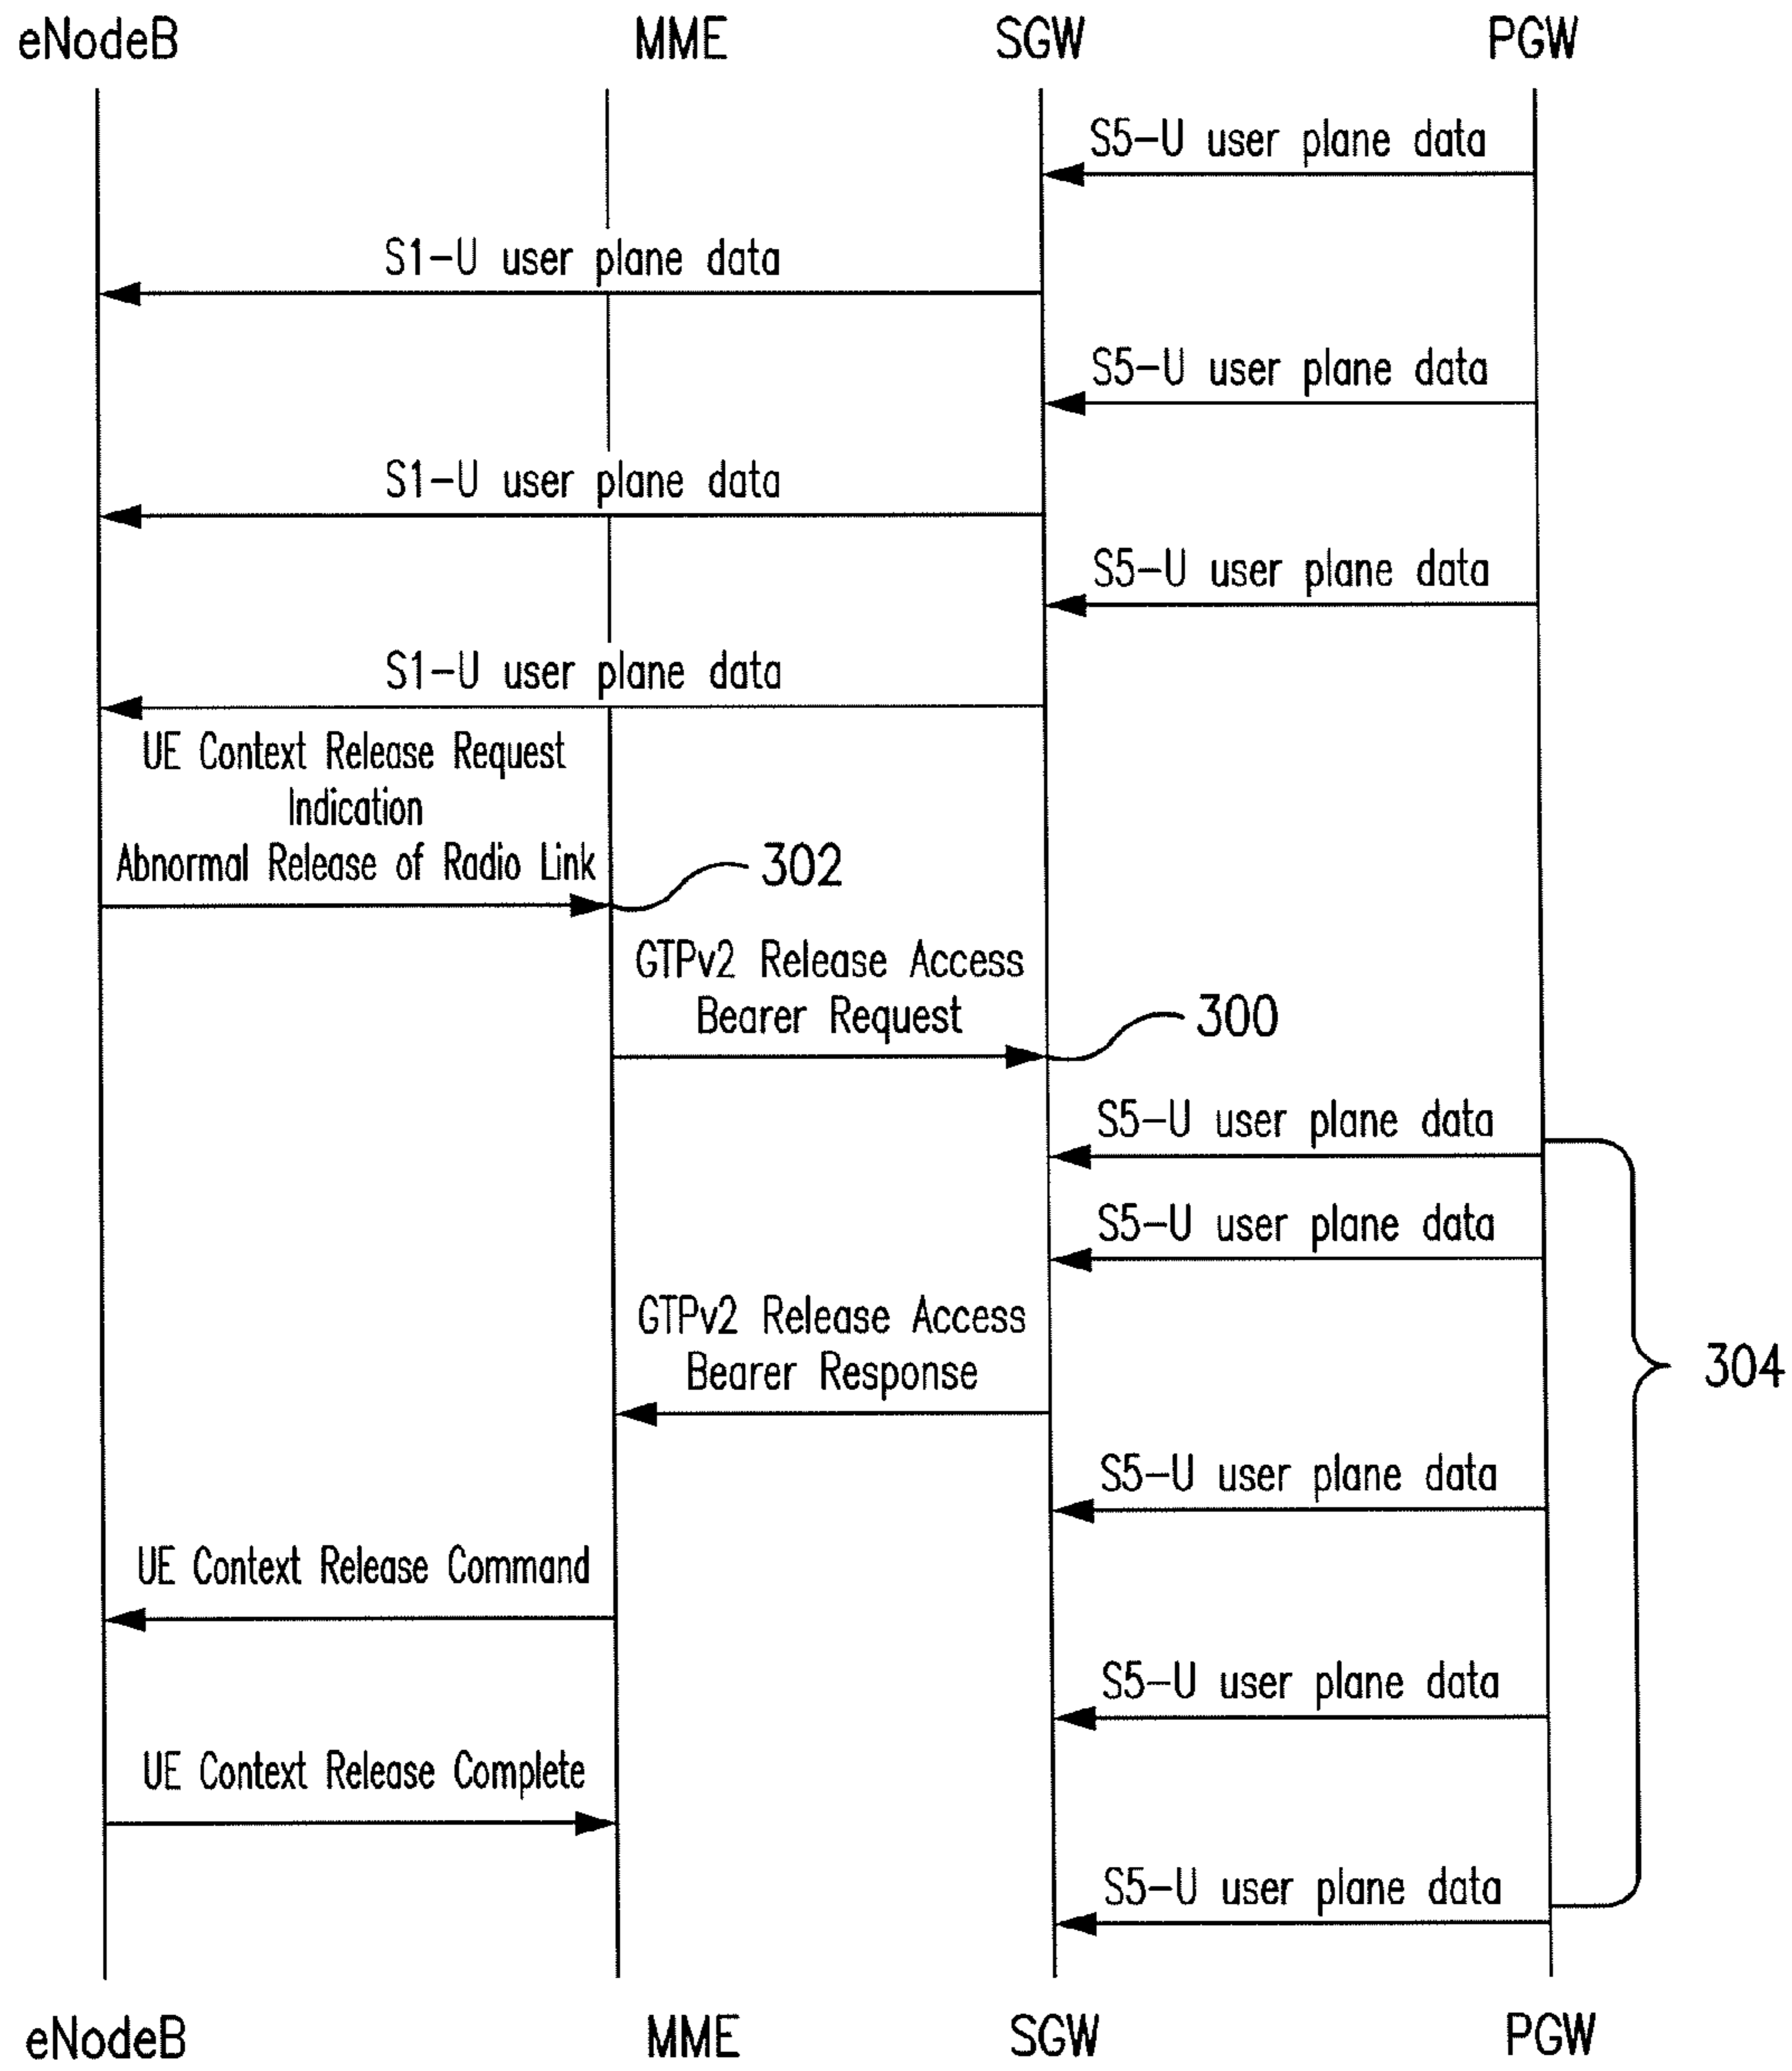 eNodeB MME SGW PGW
S5-U user plane data
S1-U user plane data
S5-U user plane data
S1-U user plane data
S5-U user plane data
S1-U user plane data
UE Context Release Request
Indication
Abnormal Release of Radio Link
302
GTPv2 Release Access
Bearer Request
300
S5-U user plane data
S5-U user plane data
GTPv2 Release Access
Bearer Response
304
S5-U user plane data
UE Context Release Command
S5-U user plane data
UE Context Release Complete
S5-U user plane data
eNodeB MME SGW PGW